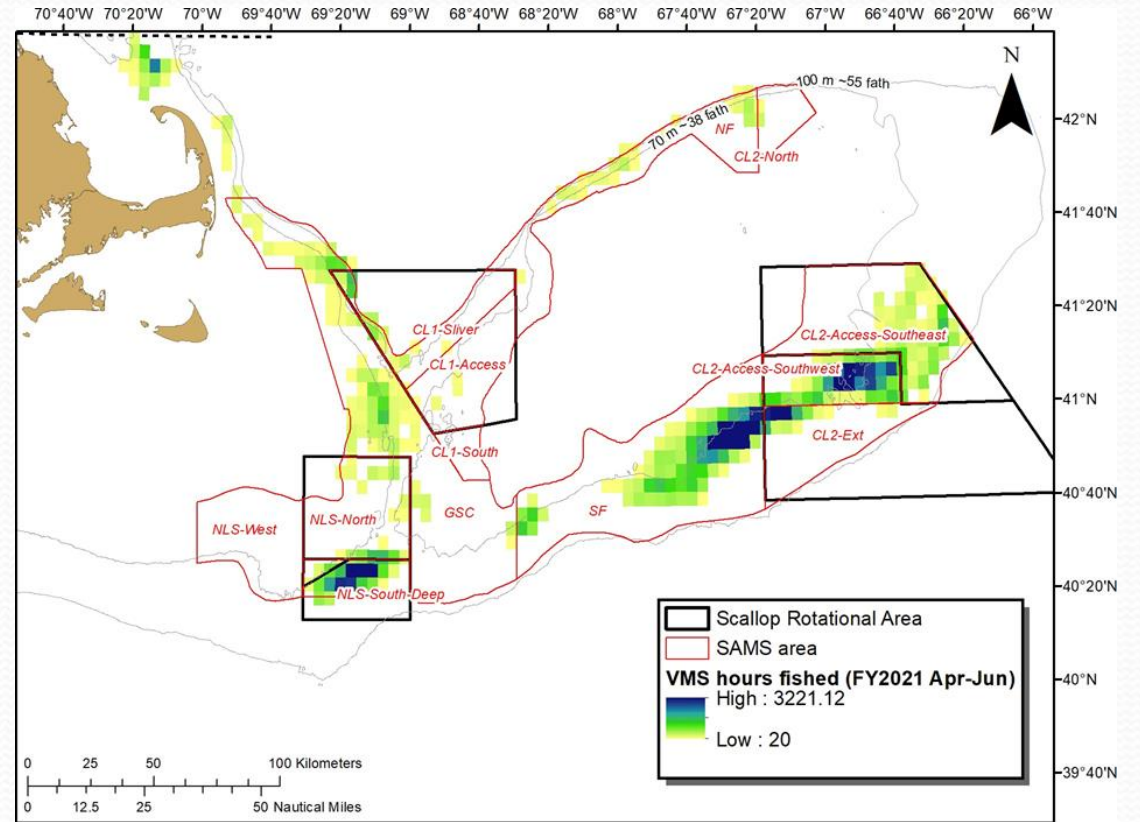 70°40'W 70°20'W 70°W 69°40'W 69°20'W 69°W 68°40'W 68°20'W 68°W 67°40'W 67°20'W 67°W 66°40'W 66°20'W 66°W
N
100 m ~55 fath
70 m ~38 fath
NF
CL2-North
42°N
41°40'N
41°20'N
CL1-Sliver
CL2-Access-Southeast
CL1-Access
CL2-Access-Southwest
41°N
CL2-Ext
CL1-South
40°40'N
NLS-West
NLS-North
GSC
SF
NLS-South-Deep
40°20'N
Scallop Rotational Area
SAMS area
VMS hours fished (FY2021 Apr-Jun)
High : 3221.12
Low : 20
40°N
39°40'N
0 25 50 100 Kilometers
0 12.5 25 50 Nautical Miles